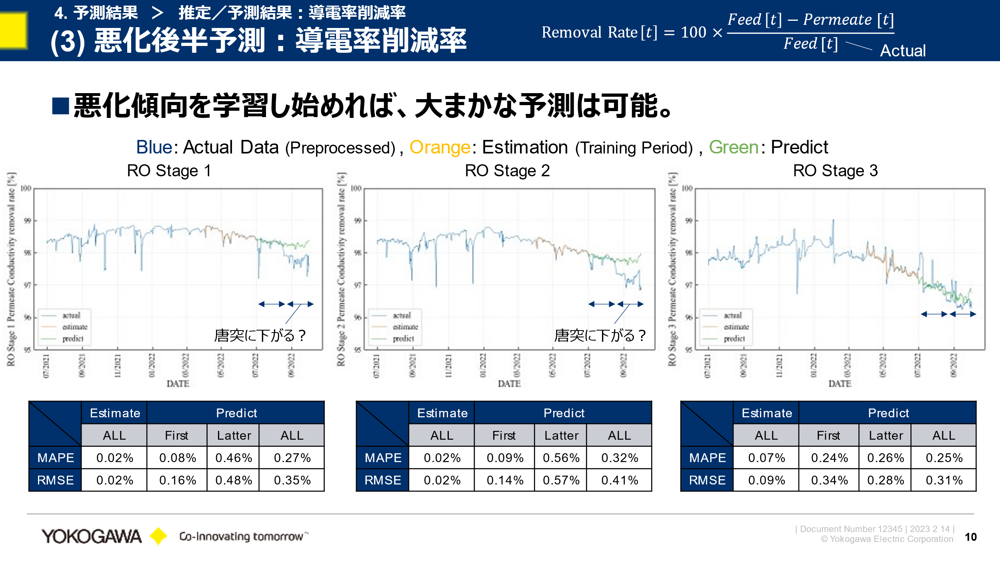 4. 予測結果 ＞ 推定／予測結果：導電率削減率
(3) 悪化後半予測：導電率削減率
Removal Rate[t] = 100 × Feed [t] − Permeate [t] / Feed [t]
Actual
■悪化傾向を学習し始めれば、大まかな予測は可能。
Blue: Actual Data (Preprocessed) , Orange: Estimation (Training Period) , Green: Predict
RO Stage 1
RO Stage 1 Permeate Conductivity removal rate [%]
100
99
98
97
96
95
actual
estimate
predict
唐突に下がる？
07/2021 09/2021 11/2021 01/2022 03/2022 05/2022 07/2022 09/2022
DATE
RO Stage 2
RO Stage 2 Permeate Conductivity removal rate [%]
100
99
98
97
96
95
actual
estimate
predict
唐突に下がる？
07/2021 09/2021 11/2021 01/2022 03/2022 05/2022 07/2022 09/2022
DATE
RO Stage 3
RO Stage 3 Permeate Conductivity removal rate [%]
100
99
98
97
96
95
actual
estimate
predict
07/2021 09/2021 11/2021 01/2022 03/2022 05/2022 07/2022 09/2022
DATE
Estimate Predict
ALL First Latter ALL
MAPE 0.02% 0.08% 0.46% 0.27%
RMSE 0.02% 0.16% 0.48% 0.35%
Estimate Predict
ALL First Latter ALL
MAPE 0.02% 0.09% 0.56% 0.32%
RMSE 0.02% 0.14% 0.57% 0.41%
Estimate Predict
ALL First Latter ALL
MAPE 0.07% 0.24% 0.26% 0.25%
RMSE 0.09% 0.34% 0.28% 0.31%
YOKOGAWA Co-innovating tomorrow™
| Document Number 12345 | 2023 2 14 |
© Yokogawa Electric Corporation
10